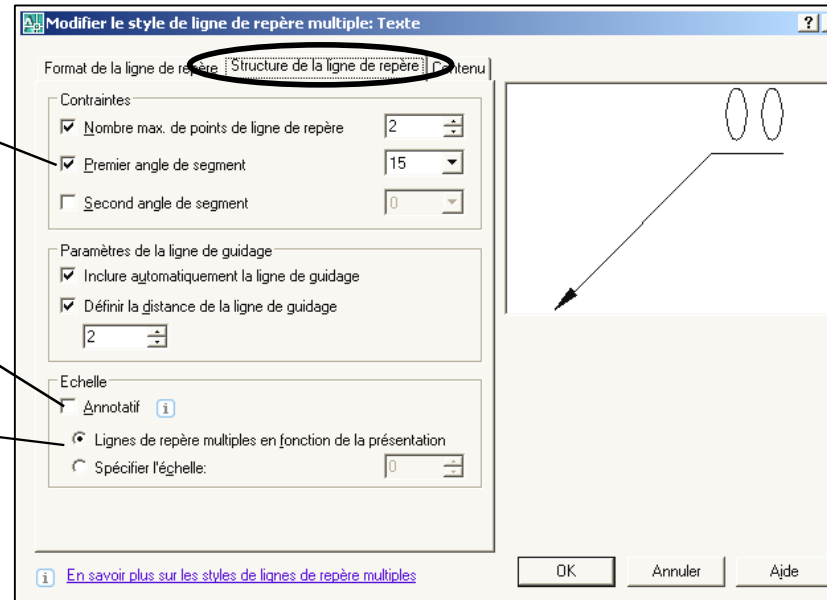 Modifier le style de ligne de repère multiple: Texte
?
Format de la ligne de repère Structure de la ligne de repère Contenu
Contraintes
Nombre max. de points de ligne de repère 2
Premier angle de segment 15
Second angle de segment 0
Paramètres de la ligne de guidage
Inclure automatiquement la ligne de guidage
Définir la distance de la ligne de guidage
2
Echelle
Annotatif i
Lignes de repère multiples en fonction de la présentation
Spécifier l'échelle: 0
00
i En savoir plus sur les styles de lignes de repère multiples
OK Annuler Aide